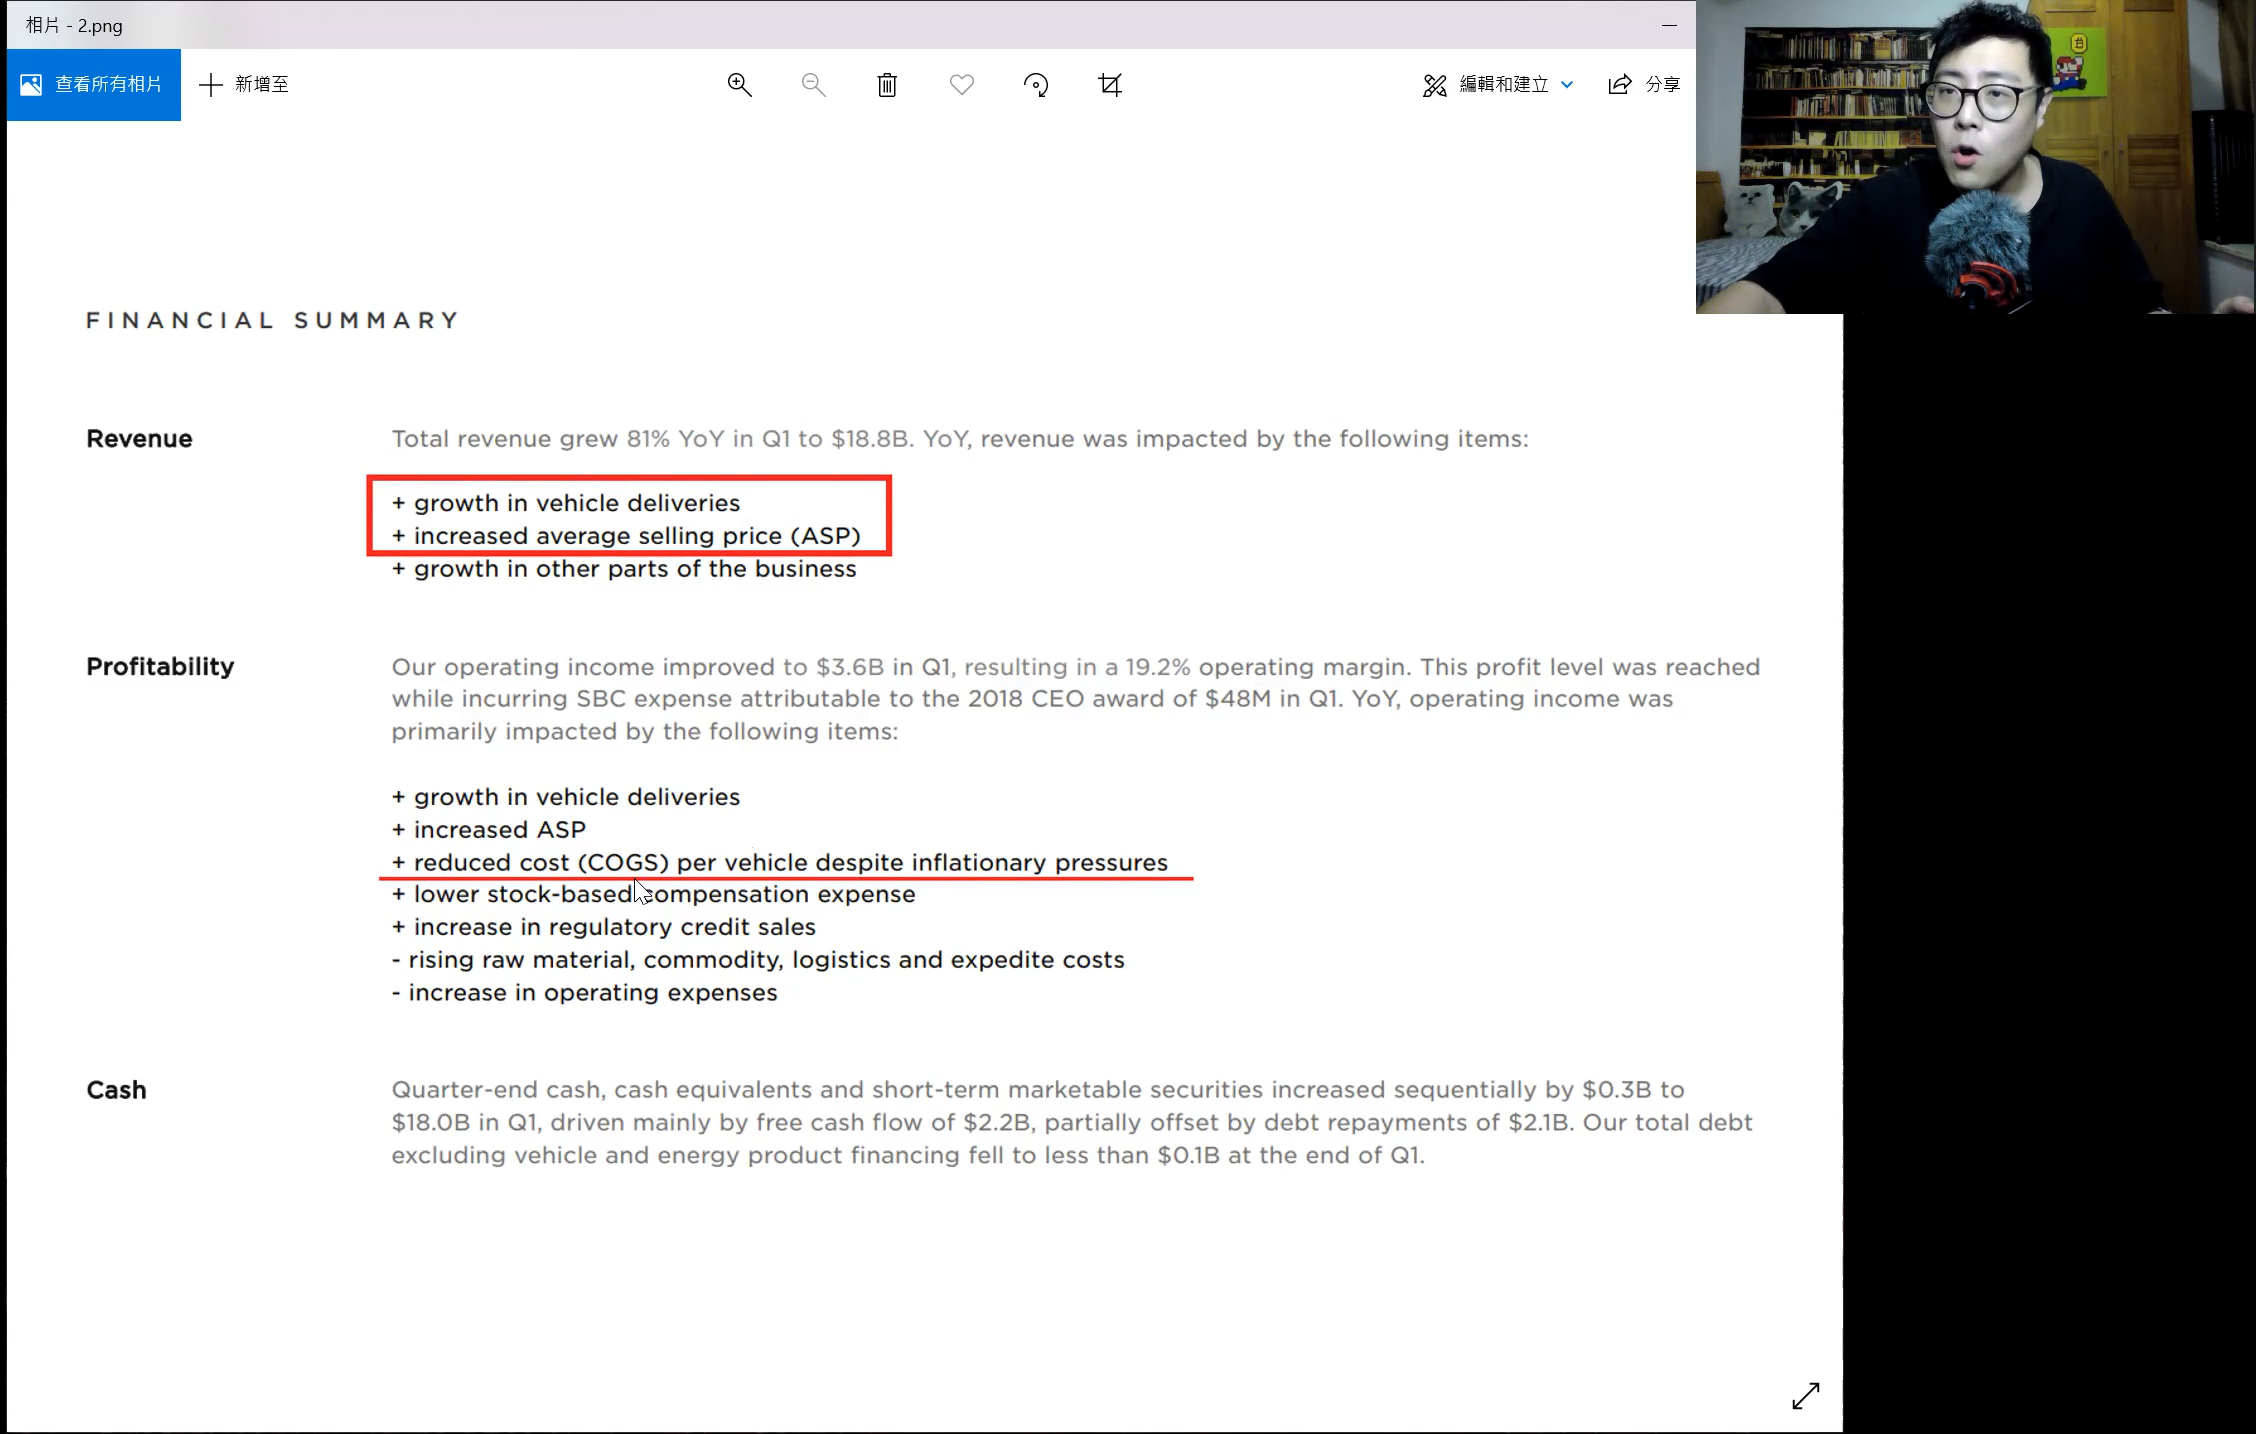 相片 - 2.png
查看所有相片
新增至
編輯和建立
分享
FINANCIAL SUMMARY
Revenue
Total revenue grew 81% YoY in Q1 to $18.8B. YoY, revenue was impacted by the following items:
+ growth in vehicle deliveries
+ increased average selling price (ASP)
+ growth in other parts of the business
Profitability
Our operating income improved to $3.6B in Q1, resulting in a 19.2% operating margin. This profit level was reached
while incurring SBC expense attributable to the 2018 CEO award of $48M in Q1. YoY, operating income was
primarily impacted by the following items:
+ growth in vehicle deliveries
+ increased ASP
+ reduced cost (COGS) per vehicle despite inflationary pressures
+ lower stock-based compensation expense
+ increase in regulatory credit sales
- rising raw material, commodity, logistics and expedite costs
- increase in operating expenses
Cash
Quarter-end cash, cash equivalents and short-term marketable securities increased sequentially by $0.3B to
$18.0B in Q1, driven mainly by free cash flow of $2.2B, partially offset by debt repayments of $2.1B. Our total debt
excluding vehicle and energy product financing fell to less than $0.1B at the end of Q1.